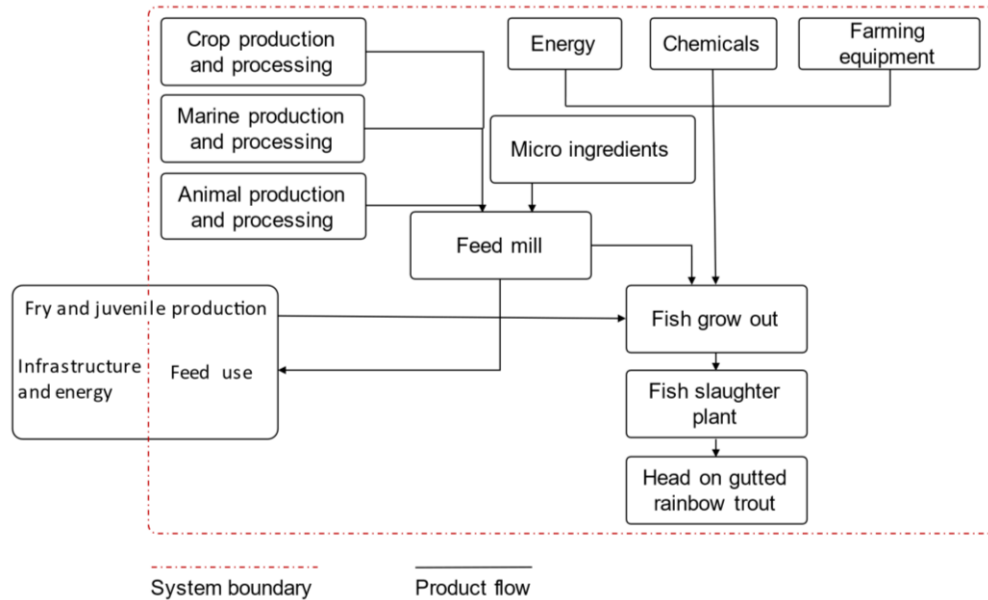 Crop production
and processing
Energy
Chemicals
Farming
equipment
Marine production
and processing
Micro ingredients
Animal production
and processing
Feed mill
Fry and juvenile production
Infrastructure
and energy
Feed use
Fish grow out
Fish slaughter
plant
Head on gutted
rainbow trout
System boundary
Product flow